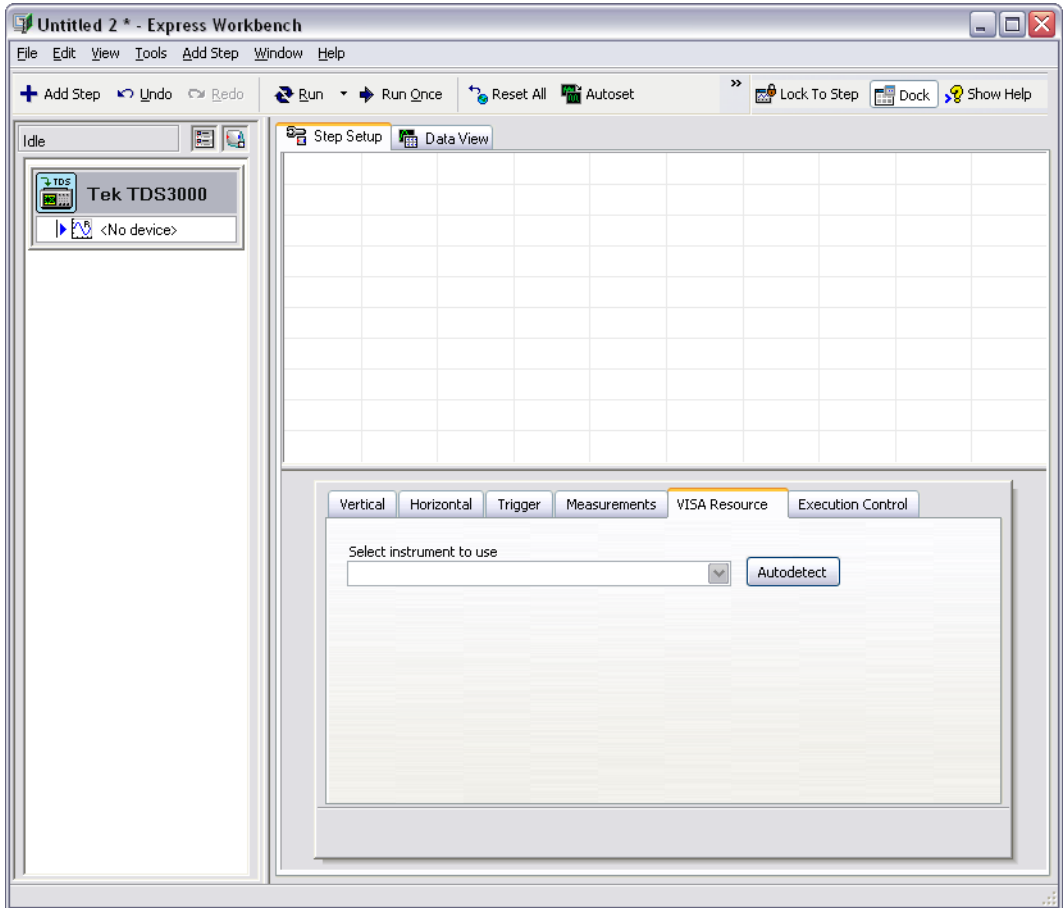 Untitled 2 * - Express Workbench
File Edit View Tools Add Step Window Help
Add Step Undo Redo Run Run Once Reset All Autoset » Lock To Step Dock Show Help
Idle
Step Setup Data View
TDS
Tek TDS3000
R <No device>
Vertical Horizontal Trigger Measurements VISA Resource Execution Control
Select instrument to use
Autodetect